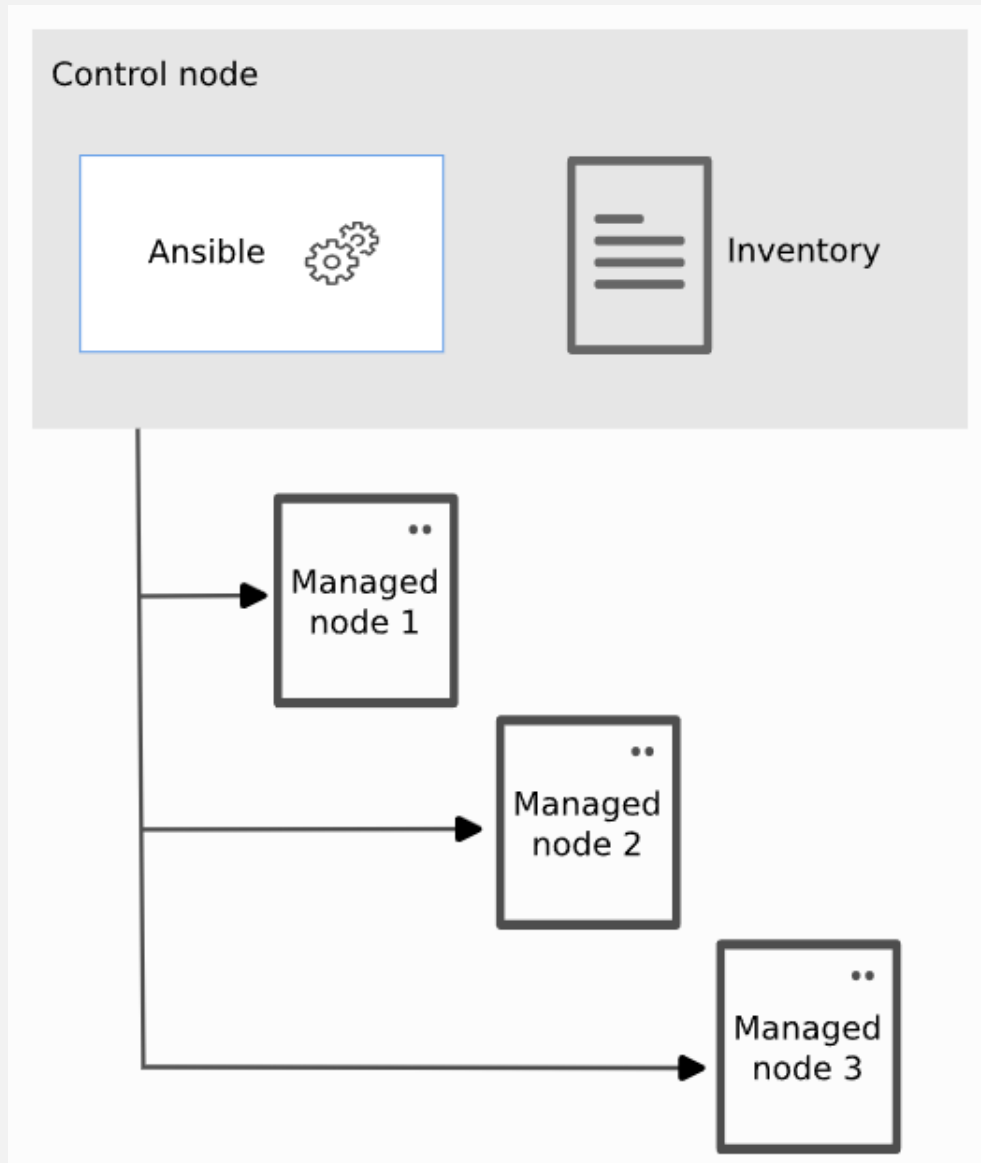 Control node
Ansible
Inventory
Managed
node 1
Managed
node 2
Managed
node 3